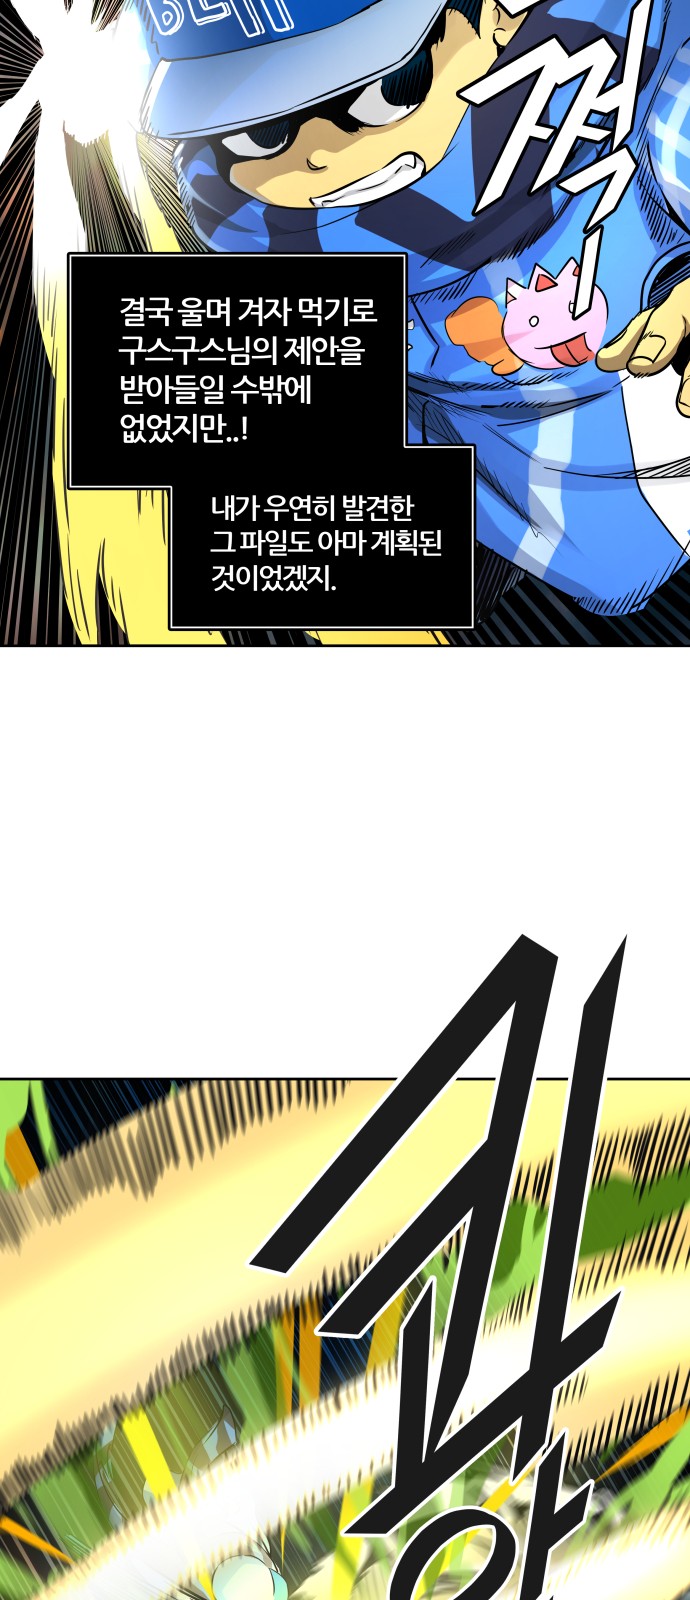 쩍
결국 울며 겨자 먹기로
구스구스님의 제안을
받아들일 수밖에
없었지만..!
내가 우연히 발견한
그 파일도 아마 계획된
것이었겠지.